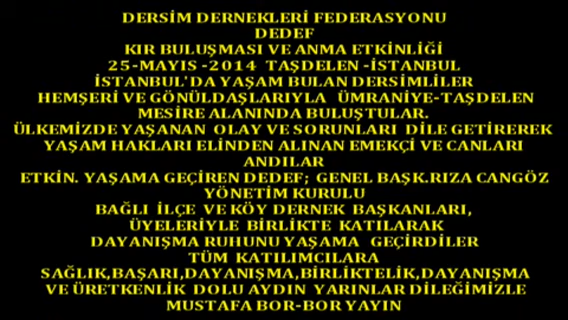 DERSİM DERNEKLERİ FEDERASYONU
DEDEF
KIR BULUŞMASI VE ANMA ETKİNLİĞİ
25-MAYIS -2014 TAŞDELEN -İSTANBUL
İSTANBUL'DA YAŞAM BULAN DERSİMLİLER
HEMŞERİ VE GÖNÜLDAŞLARIYLA ÜMRANİYE-TAŞDELEN
MESİRE ALANINDA BULUŞTULAR.
ÜLKEMİZDE YAŞANAN OLAY VE SORUNLARI DİLE GETİREREK
YAŞAM HAKLARI ELİNDEN ALINAN EMEKÇİ VE CANLARI
ANDILAR
ETKİN. YAŞAMA GEÇİREN DEDEF; GENEL BAŞK.RIZA CANGÖZ
YÖNETİM KURULU
BAĞLI İLÇE VE KÖY DERNEK BAŞKANLARI,
ÜYELERİYLE BİRLİKTE KATILARAK
DAYANIŞMA RUHUNU YAŞAMA GEÇİRDİLER
TÜM KATILIMCILARA
SAĞLIK,BAŞARI,DAYANIŞMA,BİRLİKTELİK,DAYANIŞMA
VE ÜRETKENLİK DOLU AYDIN YARINLAR DİLEĞİMİZLE
MUSTAFA BOR-BOR YAYIN